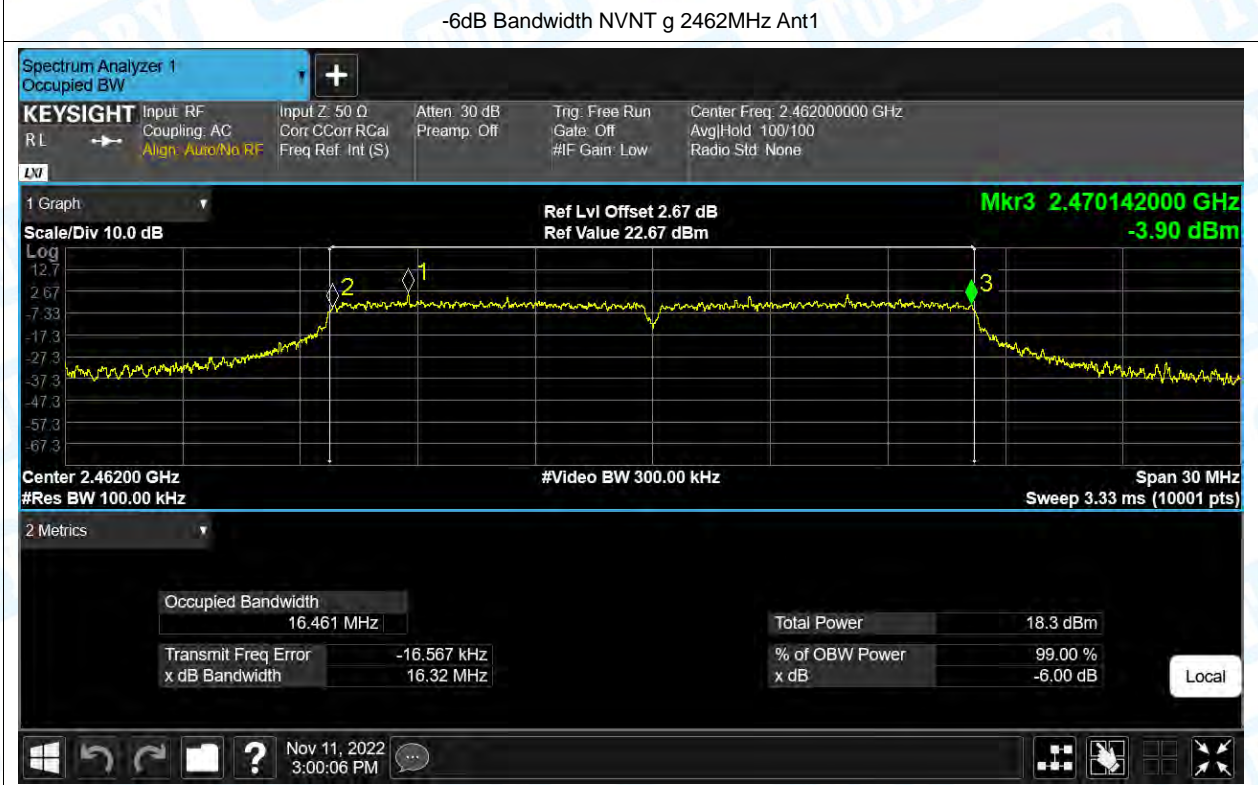 -6dB Bandwidth NVNT g 2462MHz Ant1
Spectrum Analyzer 1
Occupied BW
KEYSIGHT
R L
LXI
Input: RF
Coupling: AC
Align: Auto/No RF
Input Z: 50 Ω
Corr CCorr RCal
Freq Ref: Int (S)
Atten: 30 dB
Preamp: Off
Trig: Free Run
Gate: Off
#IF Gain: Low
Center Freq: 2.462000000 GHz
Avg|Hold: 100/100
Radio Std: None
1 Graph
Scale/Div 10.0 dB
Ref Lvl Offset 2.67 dB
Ref Value 22.67 dBm
Mkr3 2.470142000 GHz
-3.90 dBm
Log
12.7
2.67
-7.33
-17.3
-27.3
-37.3
-47.3
-57.3
-67.3
2
1
3
Center 2.46200 GHz
#Video BW 300.00 kHz
Span 30 MHz
#Res BW 100.00 kHz
Sweep 3.33 ms (10001 pts)
2 Metrics
Occupied Bandwidth
16.461 MHz
Total Power 18.3 dBm
Transmit Freq Error -16.567 kHz
% of OBW Power 99.00 %
x dB Bandwidth 16.32 MHz
x dB -6.00 dB
Local
Nov 11, 2022
3:00:06 PM